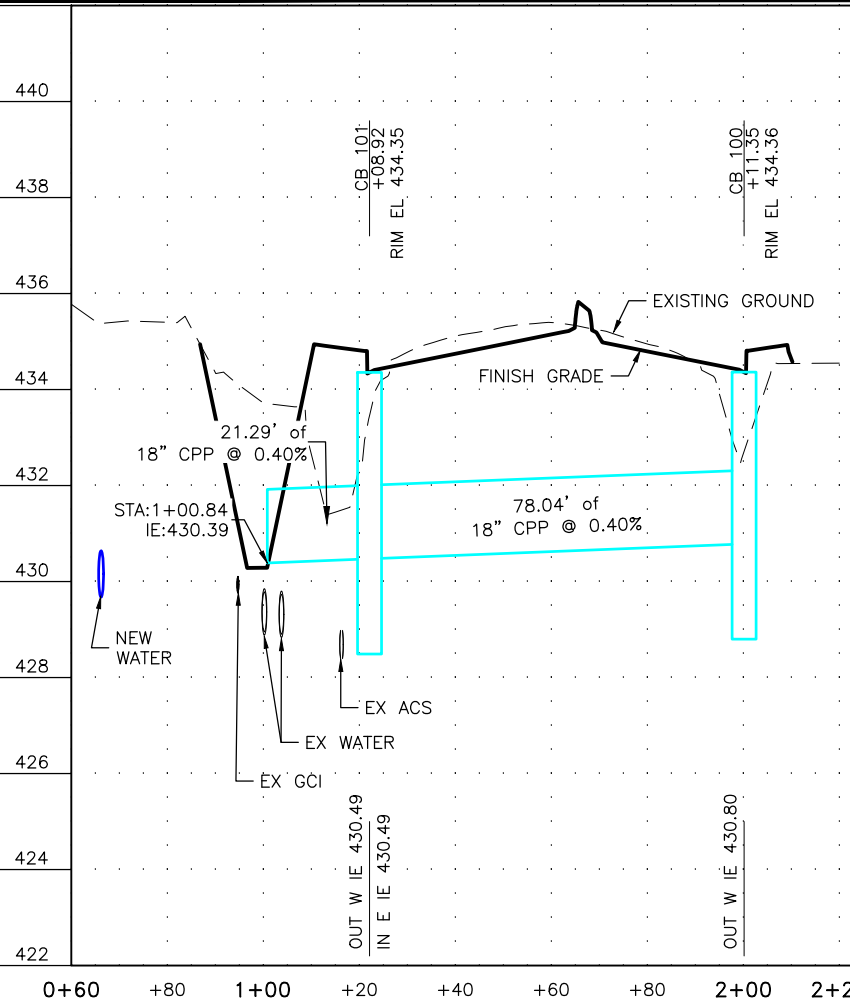 440
438
436
434
432
430
428
426
424
422
CB 101
+08.92
RIM EL 434.35
CB 100
+11.35
RIM EL 434.36
EXISTING GROUND
FINISH GRADE
21.29' of
18” CPP @ 0.40%
STA:1+00.84
IE:430.39
78.04' of
18” CPP @ 0.40%
NEW
WATER
EX ACS
EX WATER
EX GCI
OUT W IE 430.49
IN E IE 430.49
OUT W IE 430.80
0+60 +80 1+00 +20 +40 +60 +80 2+00 2+2